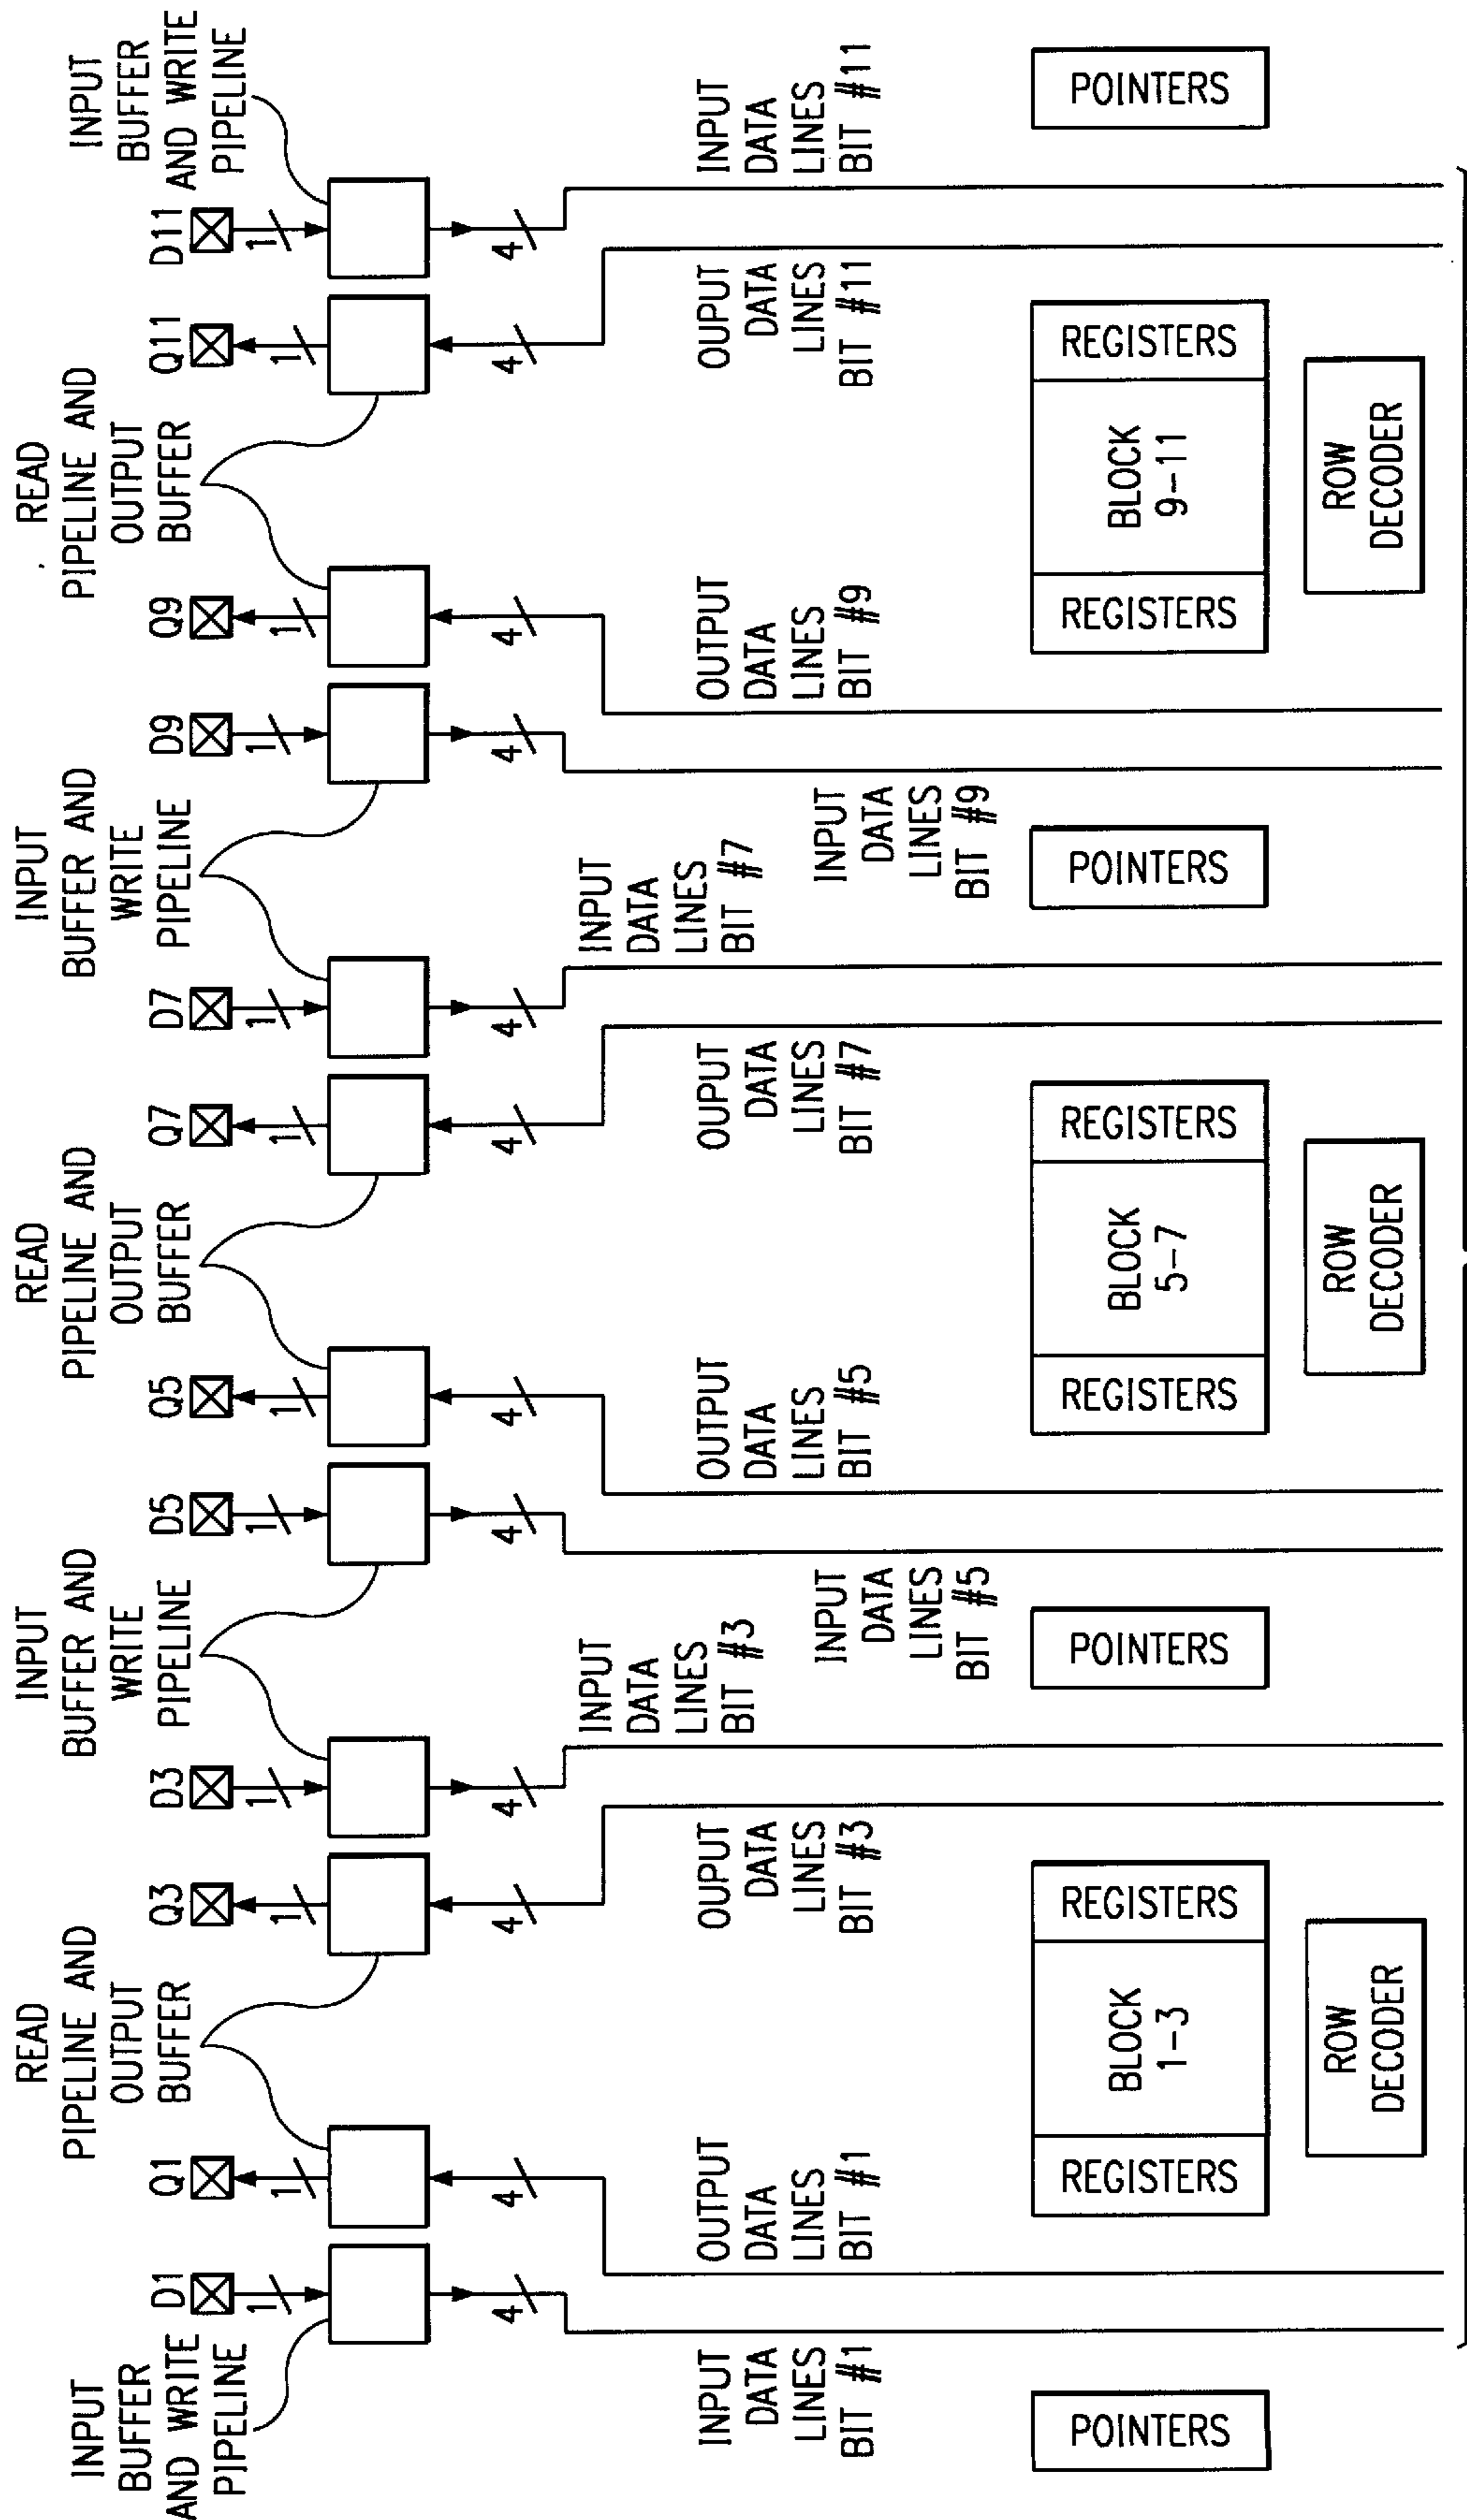 INPUT
BUFFER
AND WRITE
PIPELINE
READ
PIPELINE AND
OUTPUT
BUFFER
INPUT
BUFFER AND
WRITE
PIPELINE
READ
PIPELINE AND
OUTPUT
BUFFER
INPUT
BUFFER AND
WRITE
PIPELINE
READ
PIPELINE AND
OUTPUT
BUFFER
INPUT
BUFFER
AND WRITE
PIPELINE
D1
Q1
Q3
D3
D5
Q5
Q7
D7
D9
Q9
Q11
D11
1
1
1
1
1
1
1
1
1
1
1
1
4
4
4
4
4
4
4
4
4
4
4
4
INPUT
DATA
LINES
BIT #1
OUTPUT
DATA
LINES
BIT #1
OUPUT
DATA
LINES
BIT #3
INPUT
DATA
LINES
BIT #3
INPUT
DATA
LINES
BIT #5
OUTPUT
DATA
LINES
BIT #5
OUPUT
DATA
LINES
BIT #7
INPUT
DATA
LINES
BIT #7
INPUT
DATA
LINES
BIT #9
OUTPUT
DATA
LINES
BIT #9
OUPUT
DATA
LINES
BIT #11
INPUT
DATA
LINES
BIT #11
POINTERS
REGISTERS
BLOCK
1-3
REGISTERS
POINTERS
REGISTERS
BLOCK
5-7
REGISTERS
POINTERS
REGISTERS
BLOCK
9-11
REGISTERS
POINTERS
ROW
DECODER
ROW
DECODER
ROW
DECODER